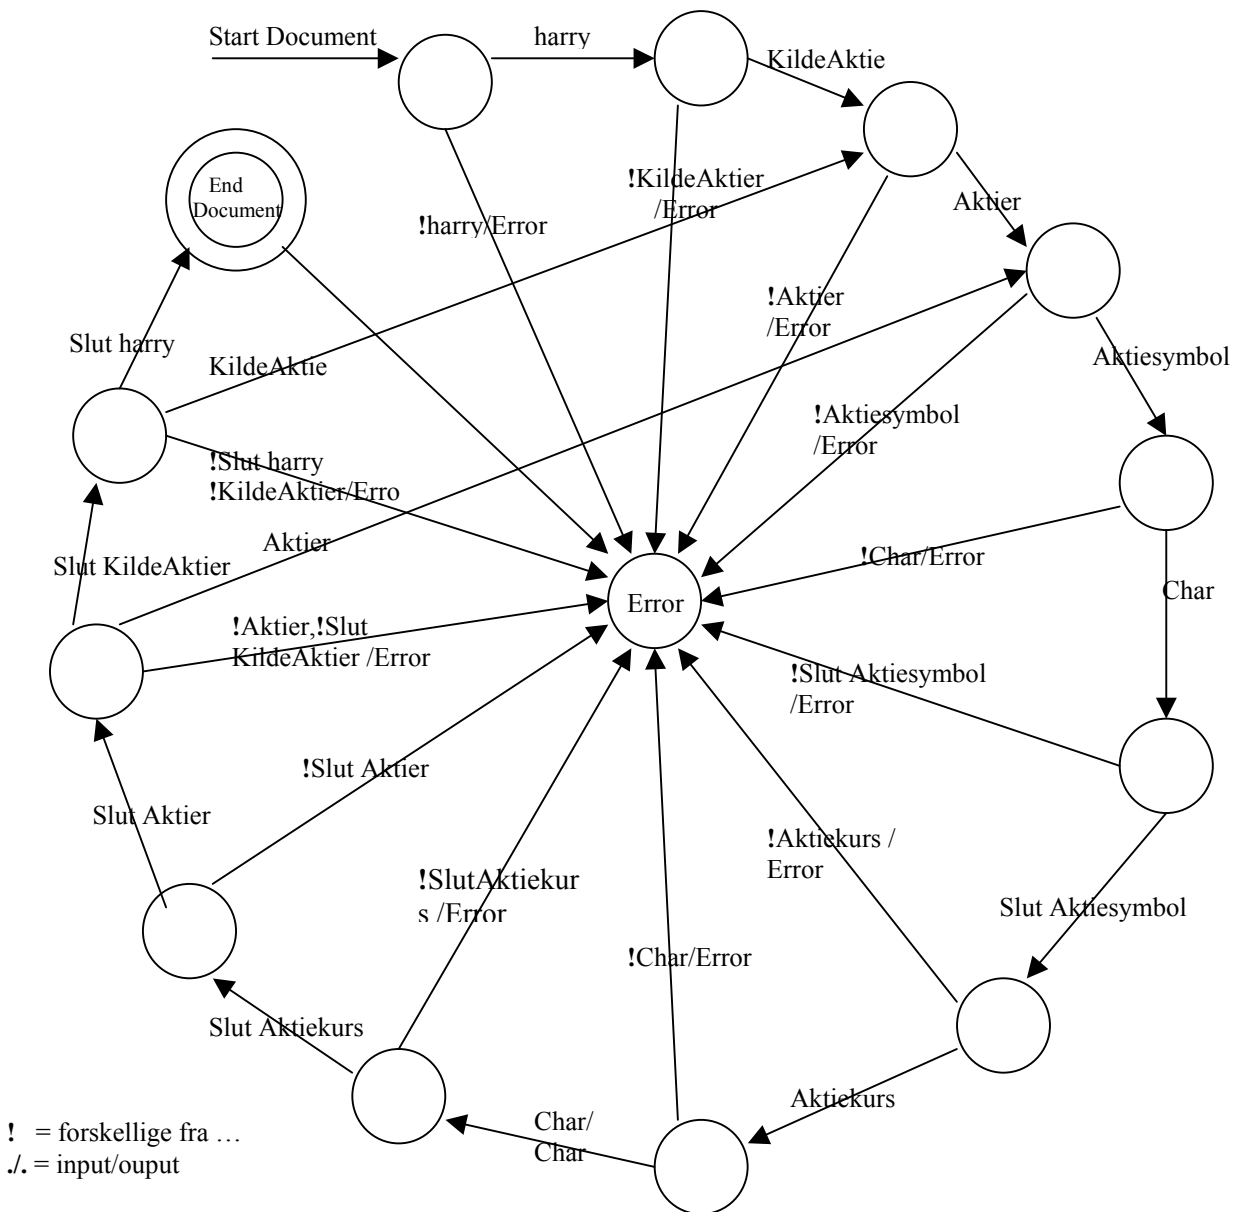 Start Document
harry
KildeAktie
!KildeAktier
/Error
Aktier
End
Document
!harry/Error
!Aktier
/Error
Slut harry
KildeAktie
Aktiesymbol
!Aktiesymbol
/Error
!Slut harry
!KildeAktier/Erro
Aktier
Slut KildeAktier
!Char/Error
Char
Error
!Aktier,!Slut
KildeAktier /Error
!Slut Aktiesymbol
/Error
!Slut Aktier
Slut Aktier
!Aktiekurs /
Error
!SlutAktiekur
s /Error
Slut Aktiesymbol
!Char/Error
Slut Aktiekurs
Aktiekurs
Char/
Char
! = forskellige fra …
./. = input/ouput